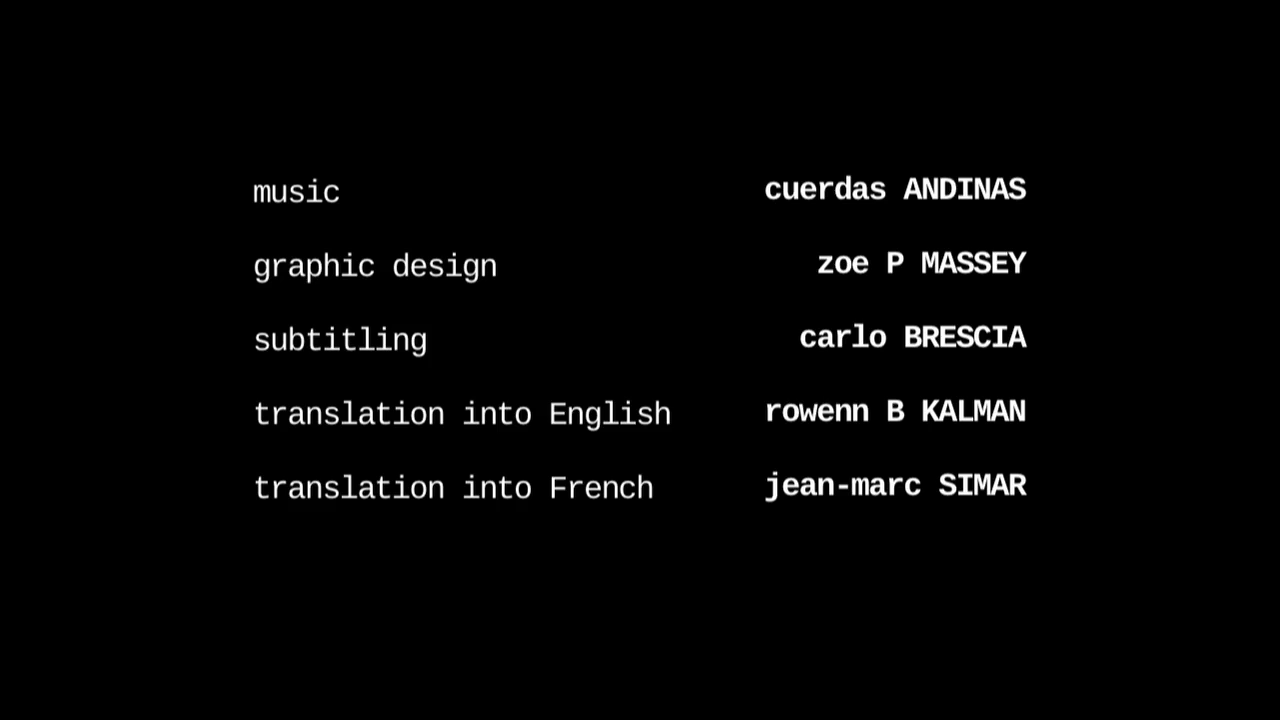 music cuerdas ANDINAS
graphic design zoe P MASSEY
subtitling carlo BRESCIA
translation into English rowenn B KALMAN
translation into French jean-marc SIMAR